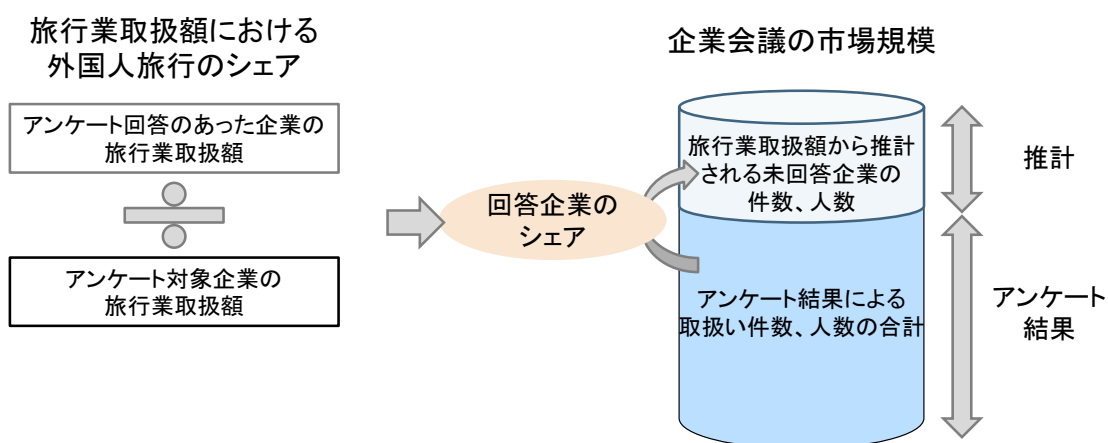 旅行業取扱額における
外国人旅行のシェア
アンケート回答のあった企業の
旅行業取扱額
アンケート対象企業の
旅行業取扱額
回答企業の
シェア
企業会議の市場規模
旅行業取扱額から推計
される未回答企業の
件数、人数
アンケート結果による
取扱い件数、人数の合計
推計
アンケート
結果